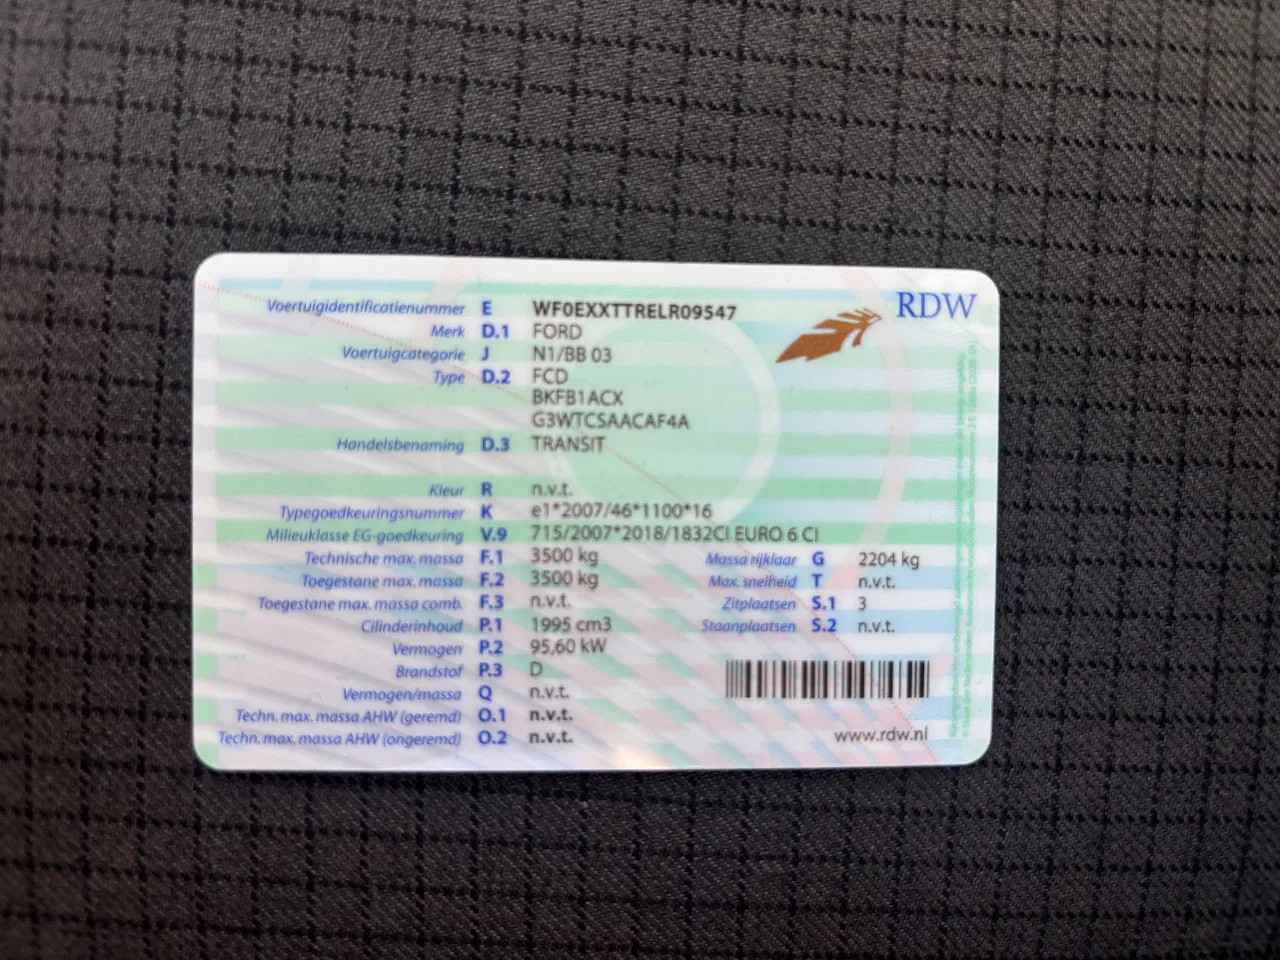 RDW
Voertuigidentificatienummer E WF0EXXTTRELR09547
Merk D.1 FORD
Voertuigcategorie J N1/BB 03
Type D.2 FCD
BKFB1ACX
G3WTCSAACAF4A
Handelsbenaming D.3 TRANSIT
Kleur R n.v.t.
Typegoedkeuringsnummer K e1*2007/46*1100*16
Milieuklasse EG-goedkeuring V.9 715/2007*2018/1832CI EURO 6 CI
Technische max. massa F.1 3500 kg Massa rijklaar G 2204 kg
Toegestane max. massa F.2 3500 kg Max. snelheid T n.v.t.
Toegestane max. massa comb. F.3 n.v.t. Zitplaatsen S.1 3
Cilinderinhoud P.1 1995 cm3 Staanplaatsen S.2 n.v.t.
Vermogen P.2 95,60 kW
Brandstof P.3 D
Vermogen/massa Q n.v.t.
Techn. max. massa AHW (geremd) O.1 n.v.t.
Techn. max. massa AHW (ongeremd) O.2 n.v.t.
www.rdw.nl